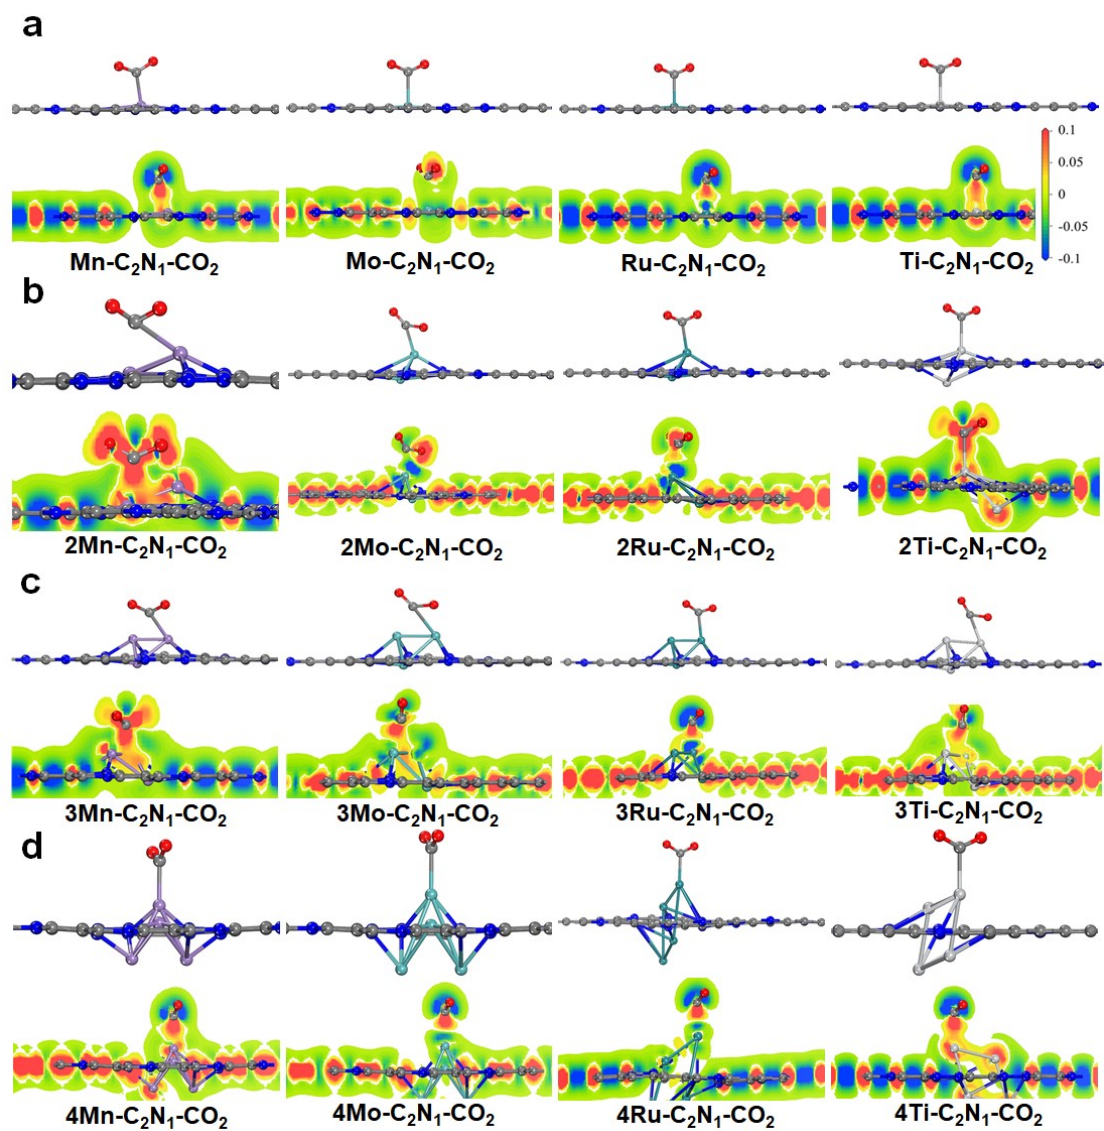 a
0.1
0.05
0
-0.05
-0.1
Mn-C₂N₁-CO₂ Mo-C₂N₁-CO₂ Ru-C₂N₁-CO₂ Ti-C₂N₁-CO₂
b
2Mn-C₂N₁-CO₂ 2Mo-C₂N₁-CO₂ 2Ru-C₂N₁-CO₂ 2Ti-C₂N₁-CO₂
c
3Mn-C₂N₁-CO₂ 3Mo-C₂N₁-CO₂ 3Ru-C₂N₁-CO₂ 3Ti-C₂N₁-CO₂
d
4Mn-C₂N₁-CO₂ 4Mo-C₂N₁-CO₂ 4Ru-C₂N₁-CO₂ 4Ti-C₂N₁-CO₂